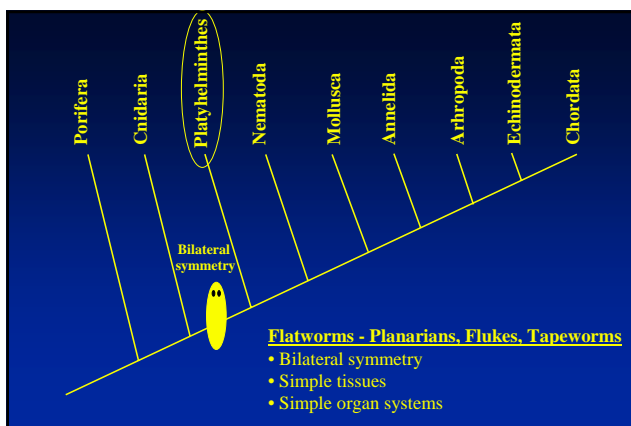 Porifera
Cnidaria
Platyhelminthes
Nematoda
Mollusca
Annelida
Arhropoda
Echinodermata
Chordata
Bilateral
symmetry
Flatworms - Planarians, Flukes, Tapeworms
• Bilateral symmetry
• Simple tissues
• Simple organ systems